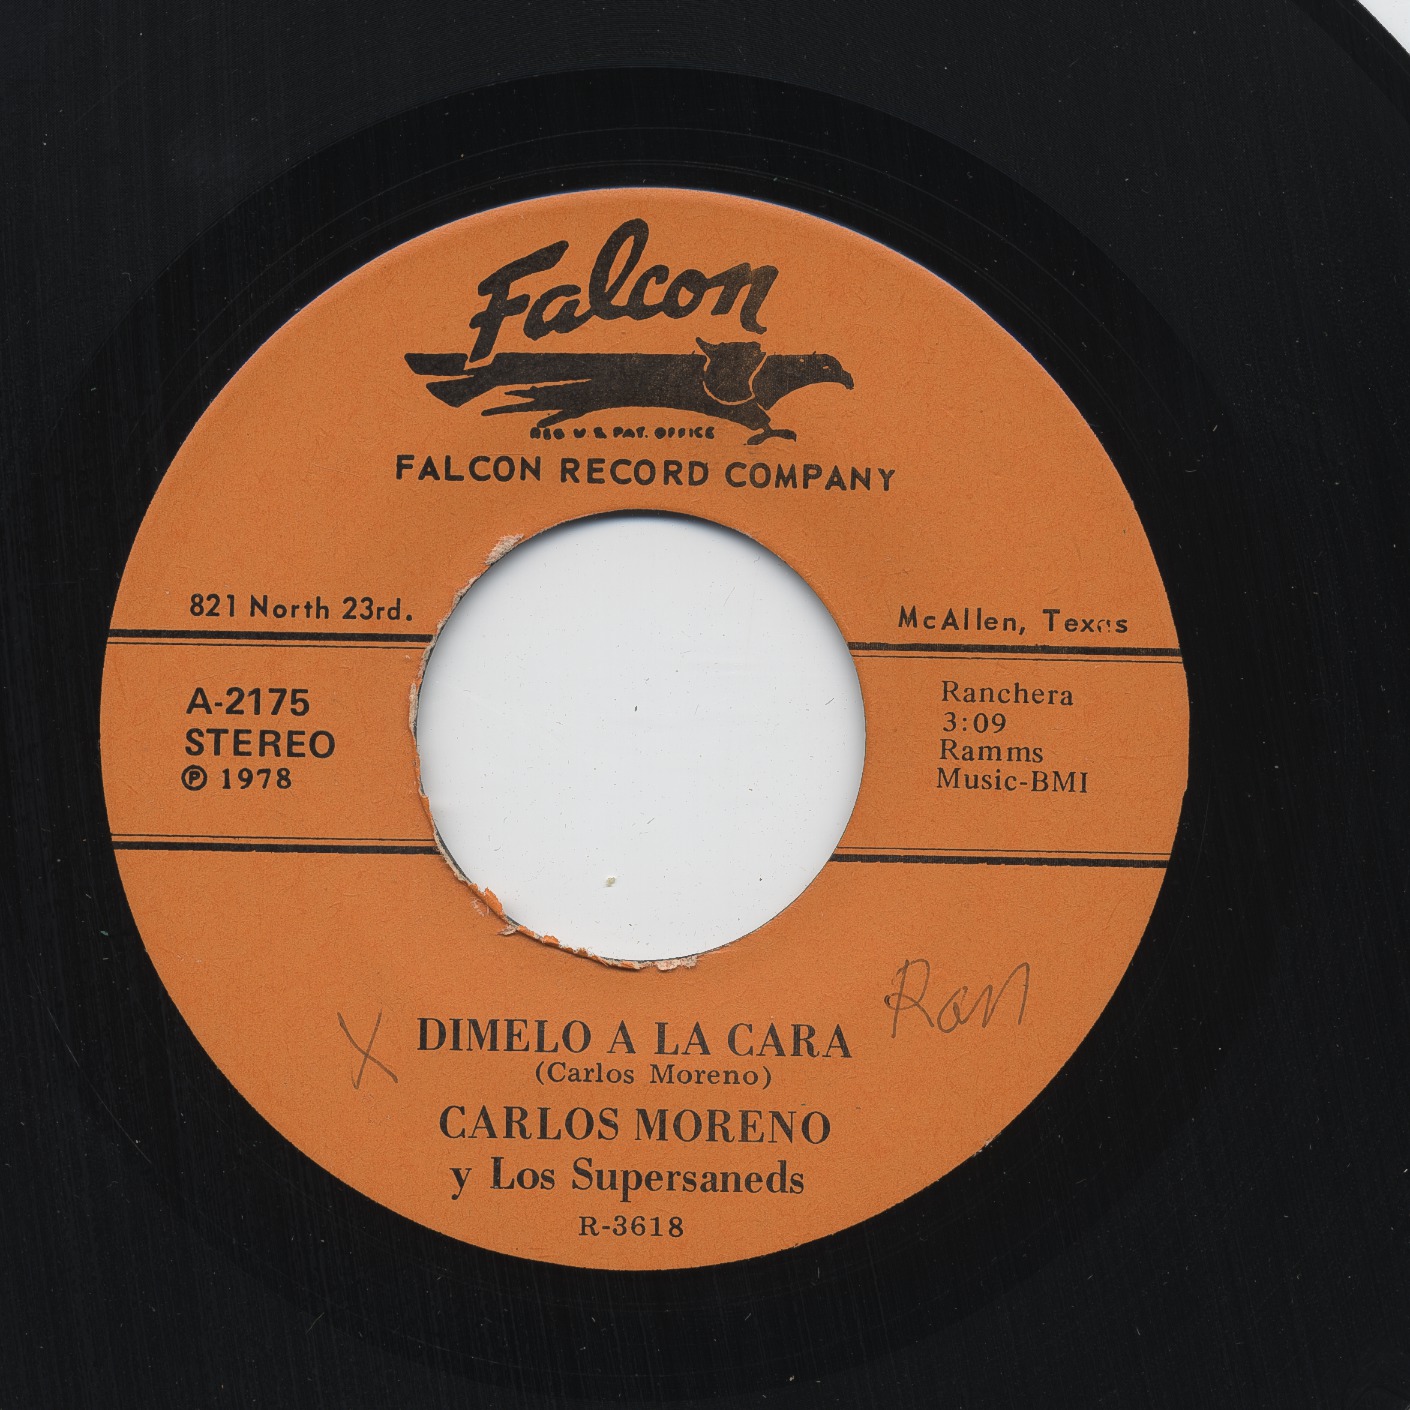 Falcon
REG U S PAT. OFFICE
FALCON RECORD COMPANY
821 North 23rd.
McAllen, Texas
A-2175
STEREO
℗ 1978
Ranchera
3:09
Ramms
Music-BMI
X
Ran
DIMELO A LA CARA
(Carlos Moreno)
CARLOS MORENO
y Los Supersaneds
R-3618